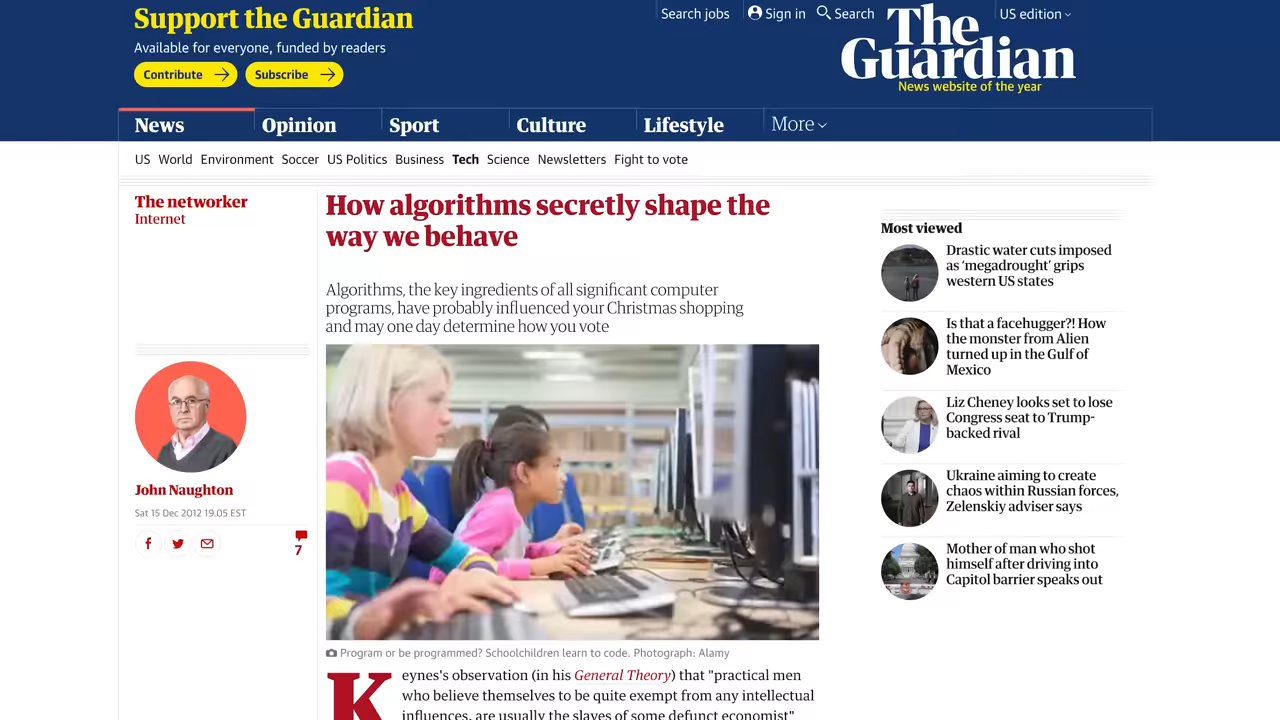 Support the Guardian
Available for everyone, funded by readers
Contribute
Subscribe
Search jobs
Sign in
Search
US edition
The
Guardian
News website of the year
News
Opinion
Sport
Culture
Lifestyle
More
US World Environment Soccer US Politics Business Tech Science Newsletters Fight to vote
The networker
Internet
How algorithms secretly shape the
way we behave
Algorithms, the key ingredients of all significant computer
programs, have probably influenced your Christmas shopping
and may one day determine how you vote
John Naughton
Sat 15 Dec 2012 19.05 EST
7
Program or be programmed? Schoolchildren learn to code. Photograph: Alamy
Keynes's observation (in his General Theory) that "practical men
who believe themselves to be quite exempt from any intellectual
influences, are usually the slaves of some defunct economist"
Most viewed
Drastic water cuts imposed
as ‘megadrought’ grips
western US states
Is that a facehugger?! How
the monster from Alien
turned up in the Gulf of
Mexico
Liz Cheney looks set to lose
Congress seat to Trump-
backed rival
Ukraine aiming to create
chaos within Russian forces,
Zelenskiy adviser says
Mother of man who shot
himself after driving into
Capitol barrier speaks out